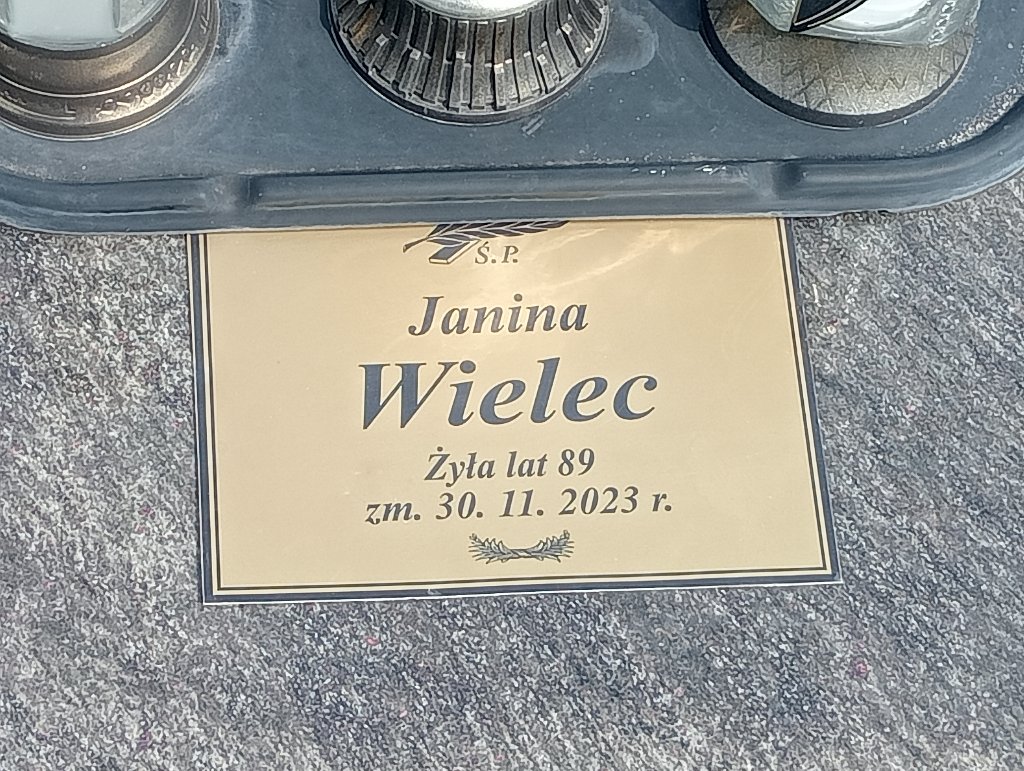 Ś. P.
Janina
Wielec
Żyła lat 89
zm. 30. 11. 2023 r.